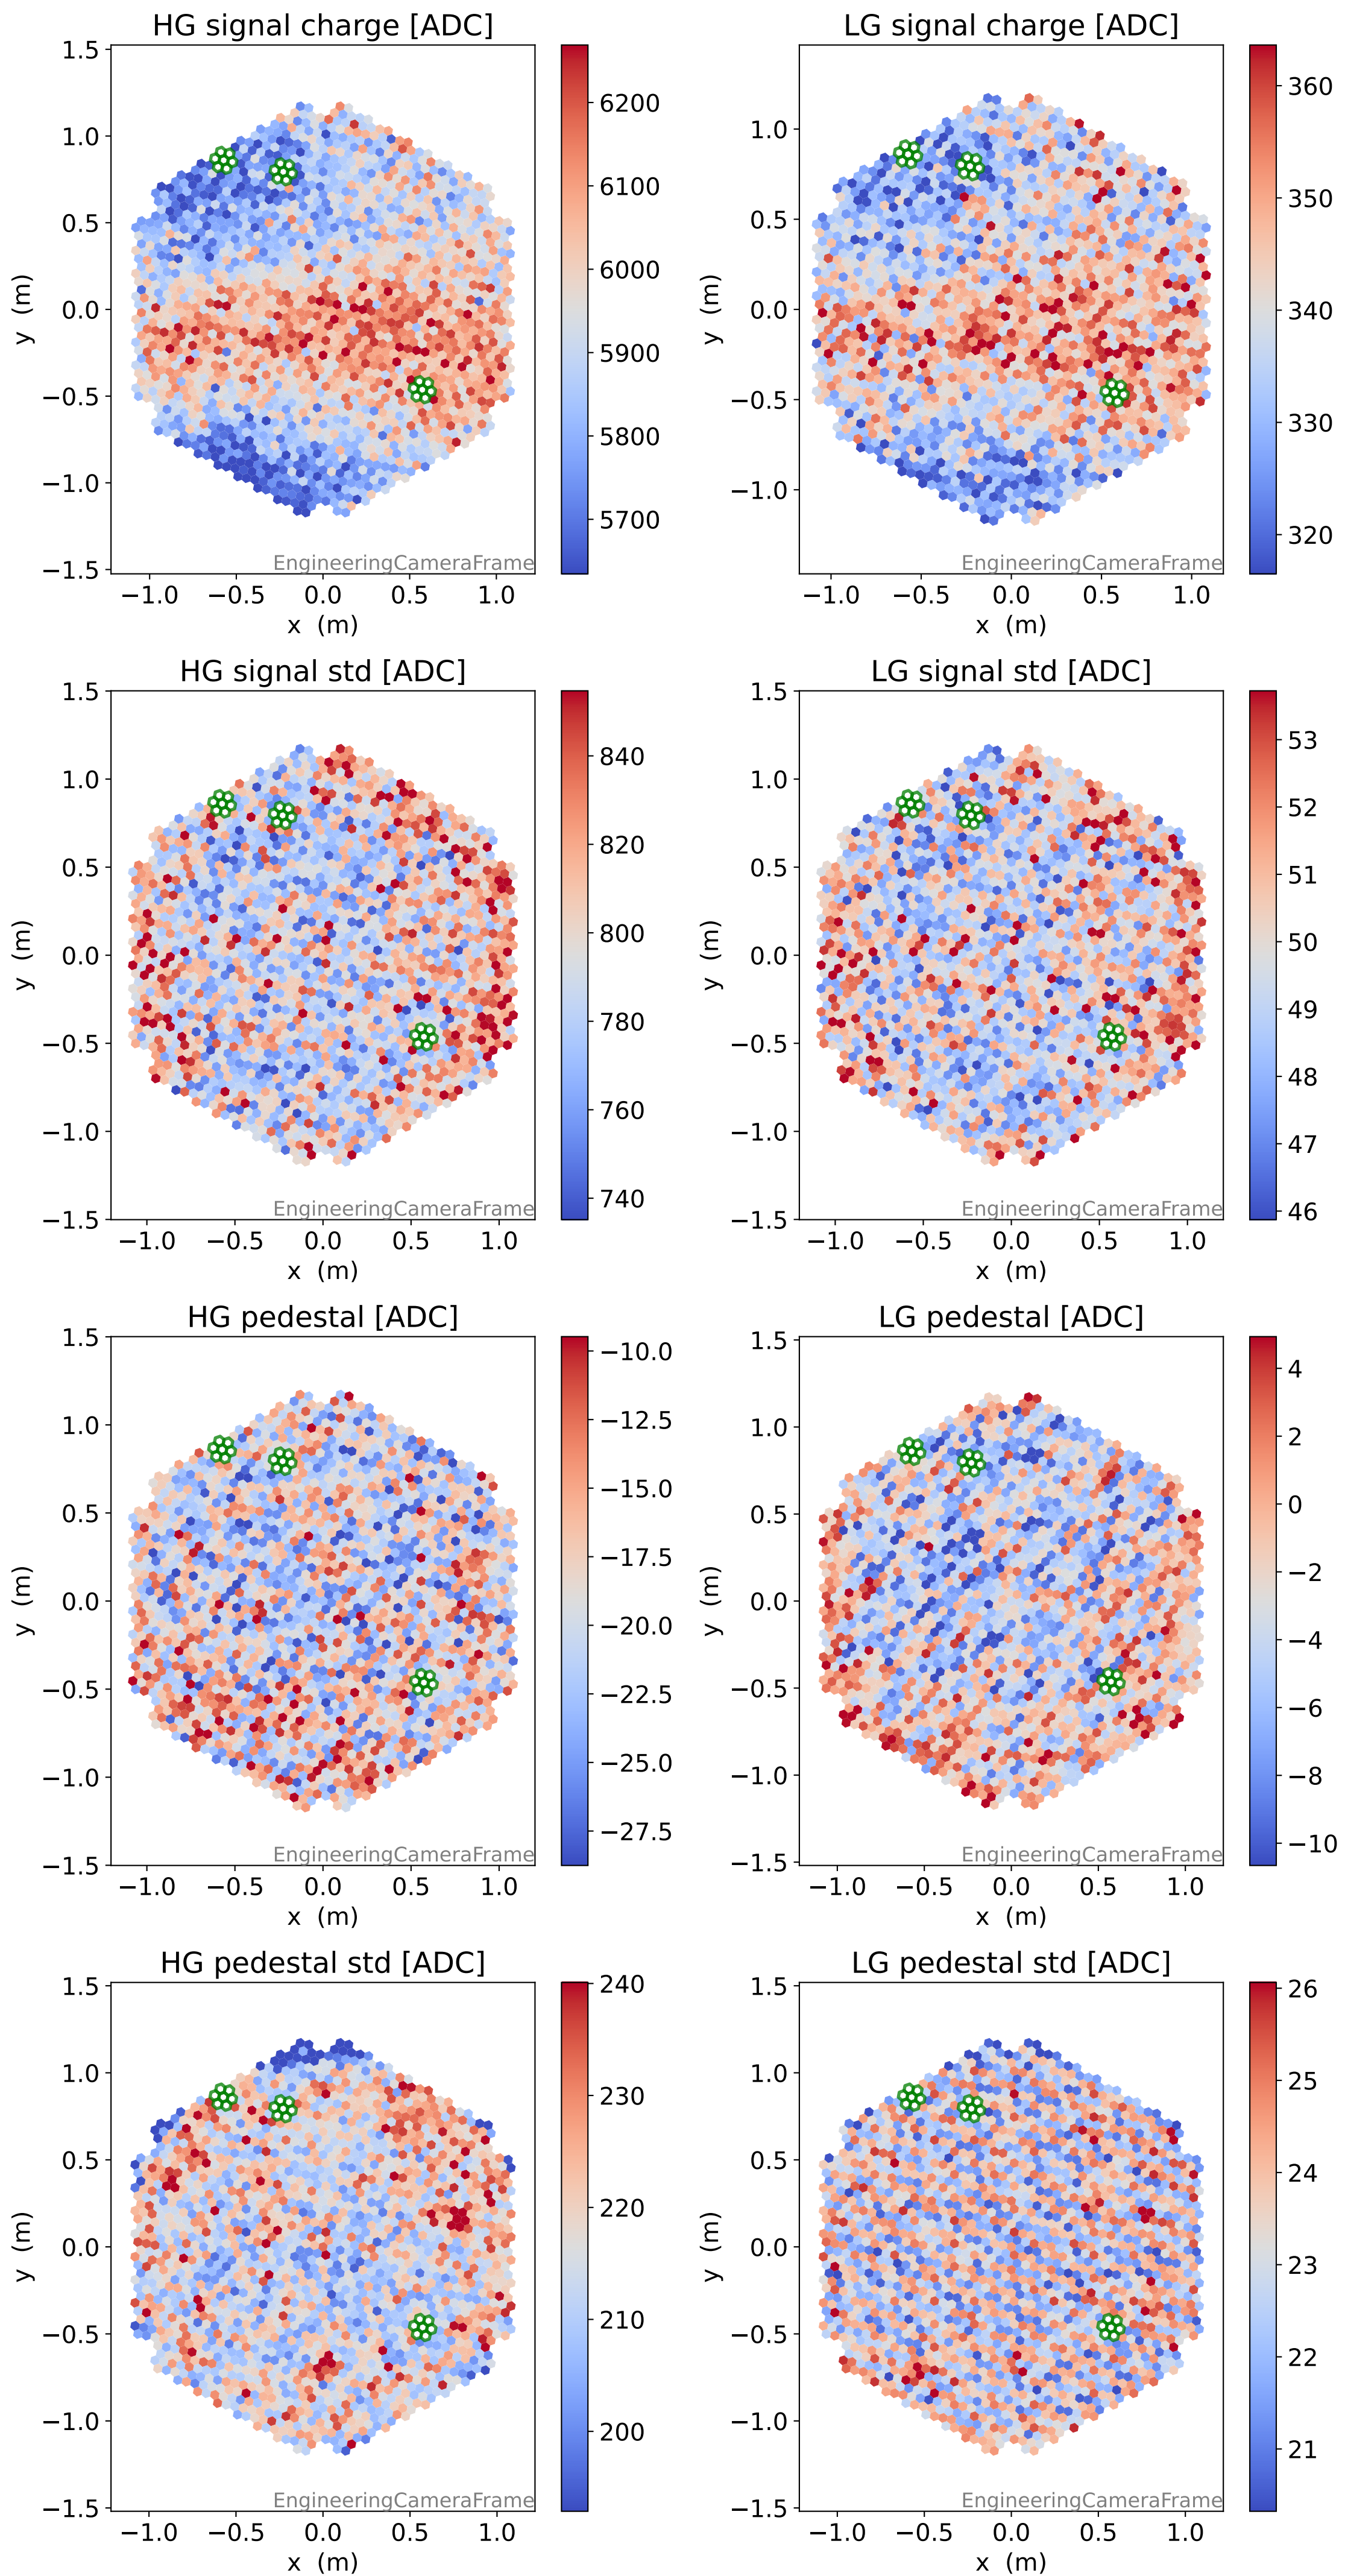 HG signal charge [ADC]
1.5
1.0
0.5
0.0
−0.5
−1.0
−1.5
y (m)
−1.0 −0.5 0.0 0.5 1.0
x (m)
EngineeringCameraFrame
6200
6100
6000
5900
5800
5700
LG signal charge [ADC]
1.0
0.5
0.0
−0.5
−1.0
y (m)
−1.0 −0.5 0.0 0.5 1.0
x (m)
EngineeringCameraFrame
360
350
340
330
320
HG signal std [ADC]
1.5
1.0
0.5
0.0
−0.5
−1.0
−1.5
y (m)
−1.0 −0.5 0.0 0.5 1.0
x (m)
EngineeringCameraFrame
840
820
800
780
760
740
LG signal std [ADC]
1.5
1.0
0.5
0.0
−0.5
−1.0
−1.5
y (m)
−1.0 −0.5 0.0 0.5 1.0
x (m)
EngineeringCameraFrame
53
52
51
50
49
48
47
46
HG pedestal [ADC]
1.5
1.0
0.5
0.0
−0.5
−1.0
−1.5
y (m)
−1.0 −0.5 0.0 0.5 1.0
x (m)
EngineeringCameraFrame
−10.0
−12.5
−15.0
−17.5
−20.0
−22.5
−25.0
−27.5
LG pedestal [ADC]
1.5
1.0
0.5
0.0
−0.5
−1.0
−1.5
y (m)
−1.0 −0.5 0.0 0.5 1.0
x (m)
EngineeringCameraFrame
4
2
0
−2
−4
−6
−8
−10
HG pedestal std [ADC]
1.5
1.0
0.5
0.0
−0.5
−1.0
−1.5
y (m)
−1.0 −0.5 0.0 0.5 1.0
x (m)
EngineeringCameraFrame
240
230
220
210
200
LG pedestal std [ADC]
1.5
1.0
0.5
0.0
−0.5
−1.0
−1.5
y (m)
−1.0 −0.5 0.0 0.5 1.0
x (m)
EngineeringCameraFrame
26
25
24
23
22
21